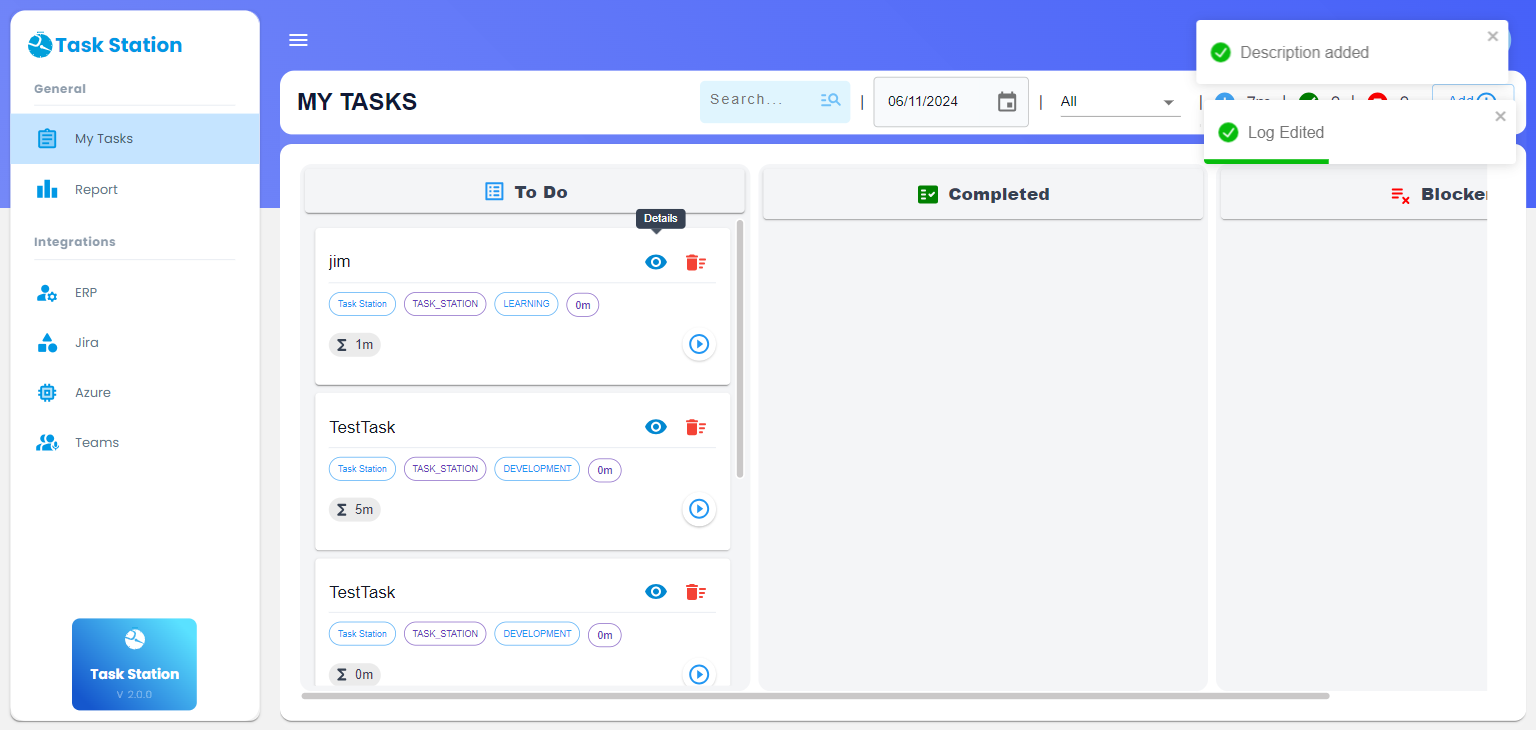 Task Station
General
My Tasks
Report
Integrations
ERP
Jira
Azure
Teams
Task Station
V 2.0.0
MY TASKS
Search...
06/11/2024
All
Add
Description added
Log Edited
To Do
Details
jim
Task Station TASK_STATION LEARNING 0m
Σ 1m
TestTask
Task Station TASK_STATION DEVELOPMENT 0m
Σ 5m
TestTask
Task Station TASK_STATION DEVELOPMENT 0m
Σ 0m
Completed